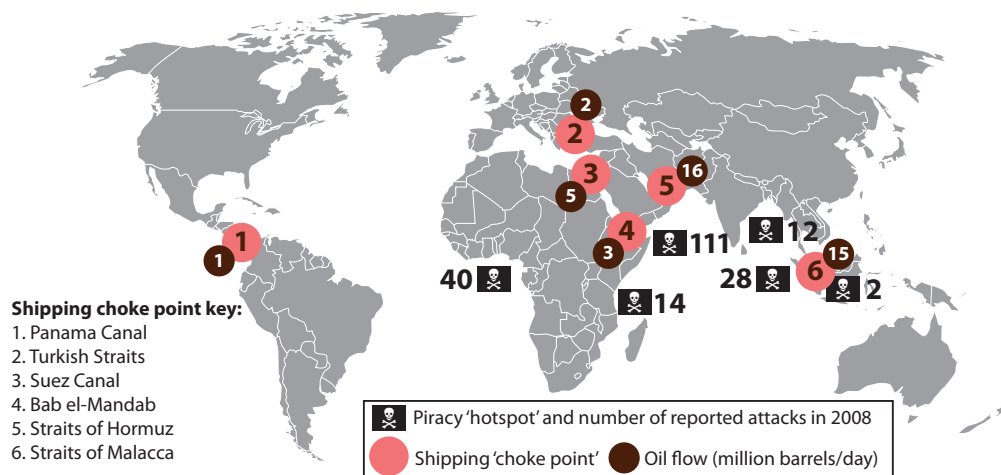 2
2
3
5
5
16
4
3
111
12
1
1
40
14
28
6
15
2
Shipping choke point key:
1. Panama Canal
2. Turkish Straits
3. Suez Canal
4. Bab el-Mandab
5. Straits of Hormuz
6. Straits of Malacca
Piracy ‘hotspot’ and number of reported attacks in 2008
Shipping ‘choke point’
Oil flow (million barrels/day)